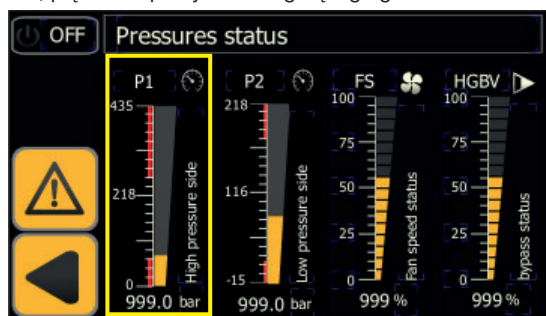 OFF
Pressures status
P1
P2
FS
HGBV
435
218
0
High pressure side
999.0 bar
218
116
-15
Low pressure side
999.0 bar
100
75
50
25
0
Fan speed status
999 %
100
75
50
25
0
bypass status
999 %